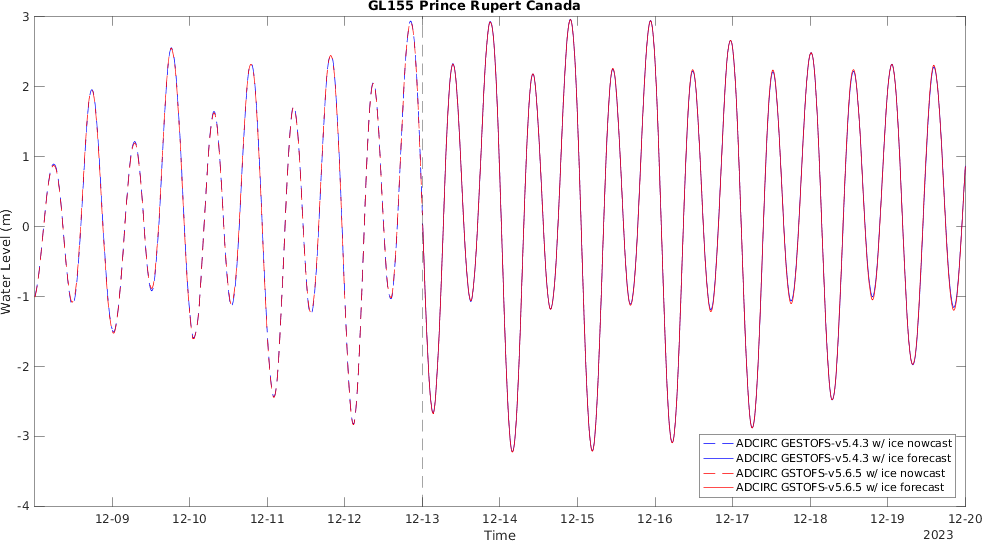 GL155 Prince Rupert Canada
3
2
1
0
-1
-2
-3
-4
Water Level (m)
ADCIRC GESTOFS-v5.4.3 w/ ice nowcast
ADCIRC GESTOFS-v5.4.3 w/ ice forecast
ADCIRC GSTOFS-v5.6.5 w/ ice nowcast
ADCIRC GSTOFS-v5.6.5 w/ ice forecast
12-09 12-10 12-11 12-12 12-13 12-14 12-15 12-16 12-17 12-18 12-19 12-20
Time
2023